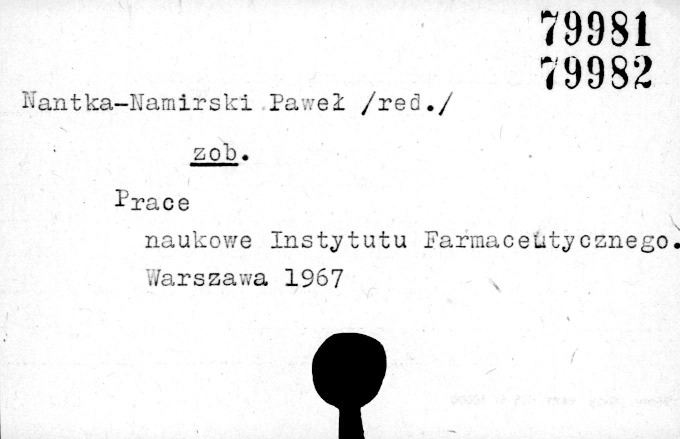 79981
79982
Nantka-Namirski Paweł /red./
zob.
Prace
naukowe Instytutu Farmaceutycznego.
Warszawa 1967